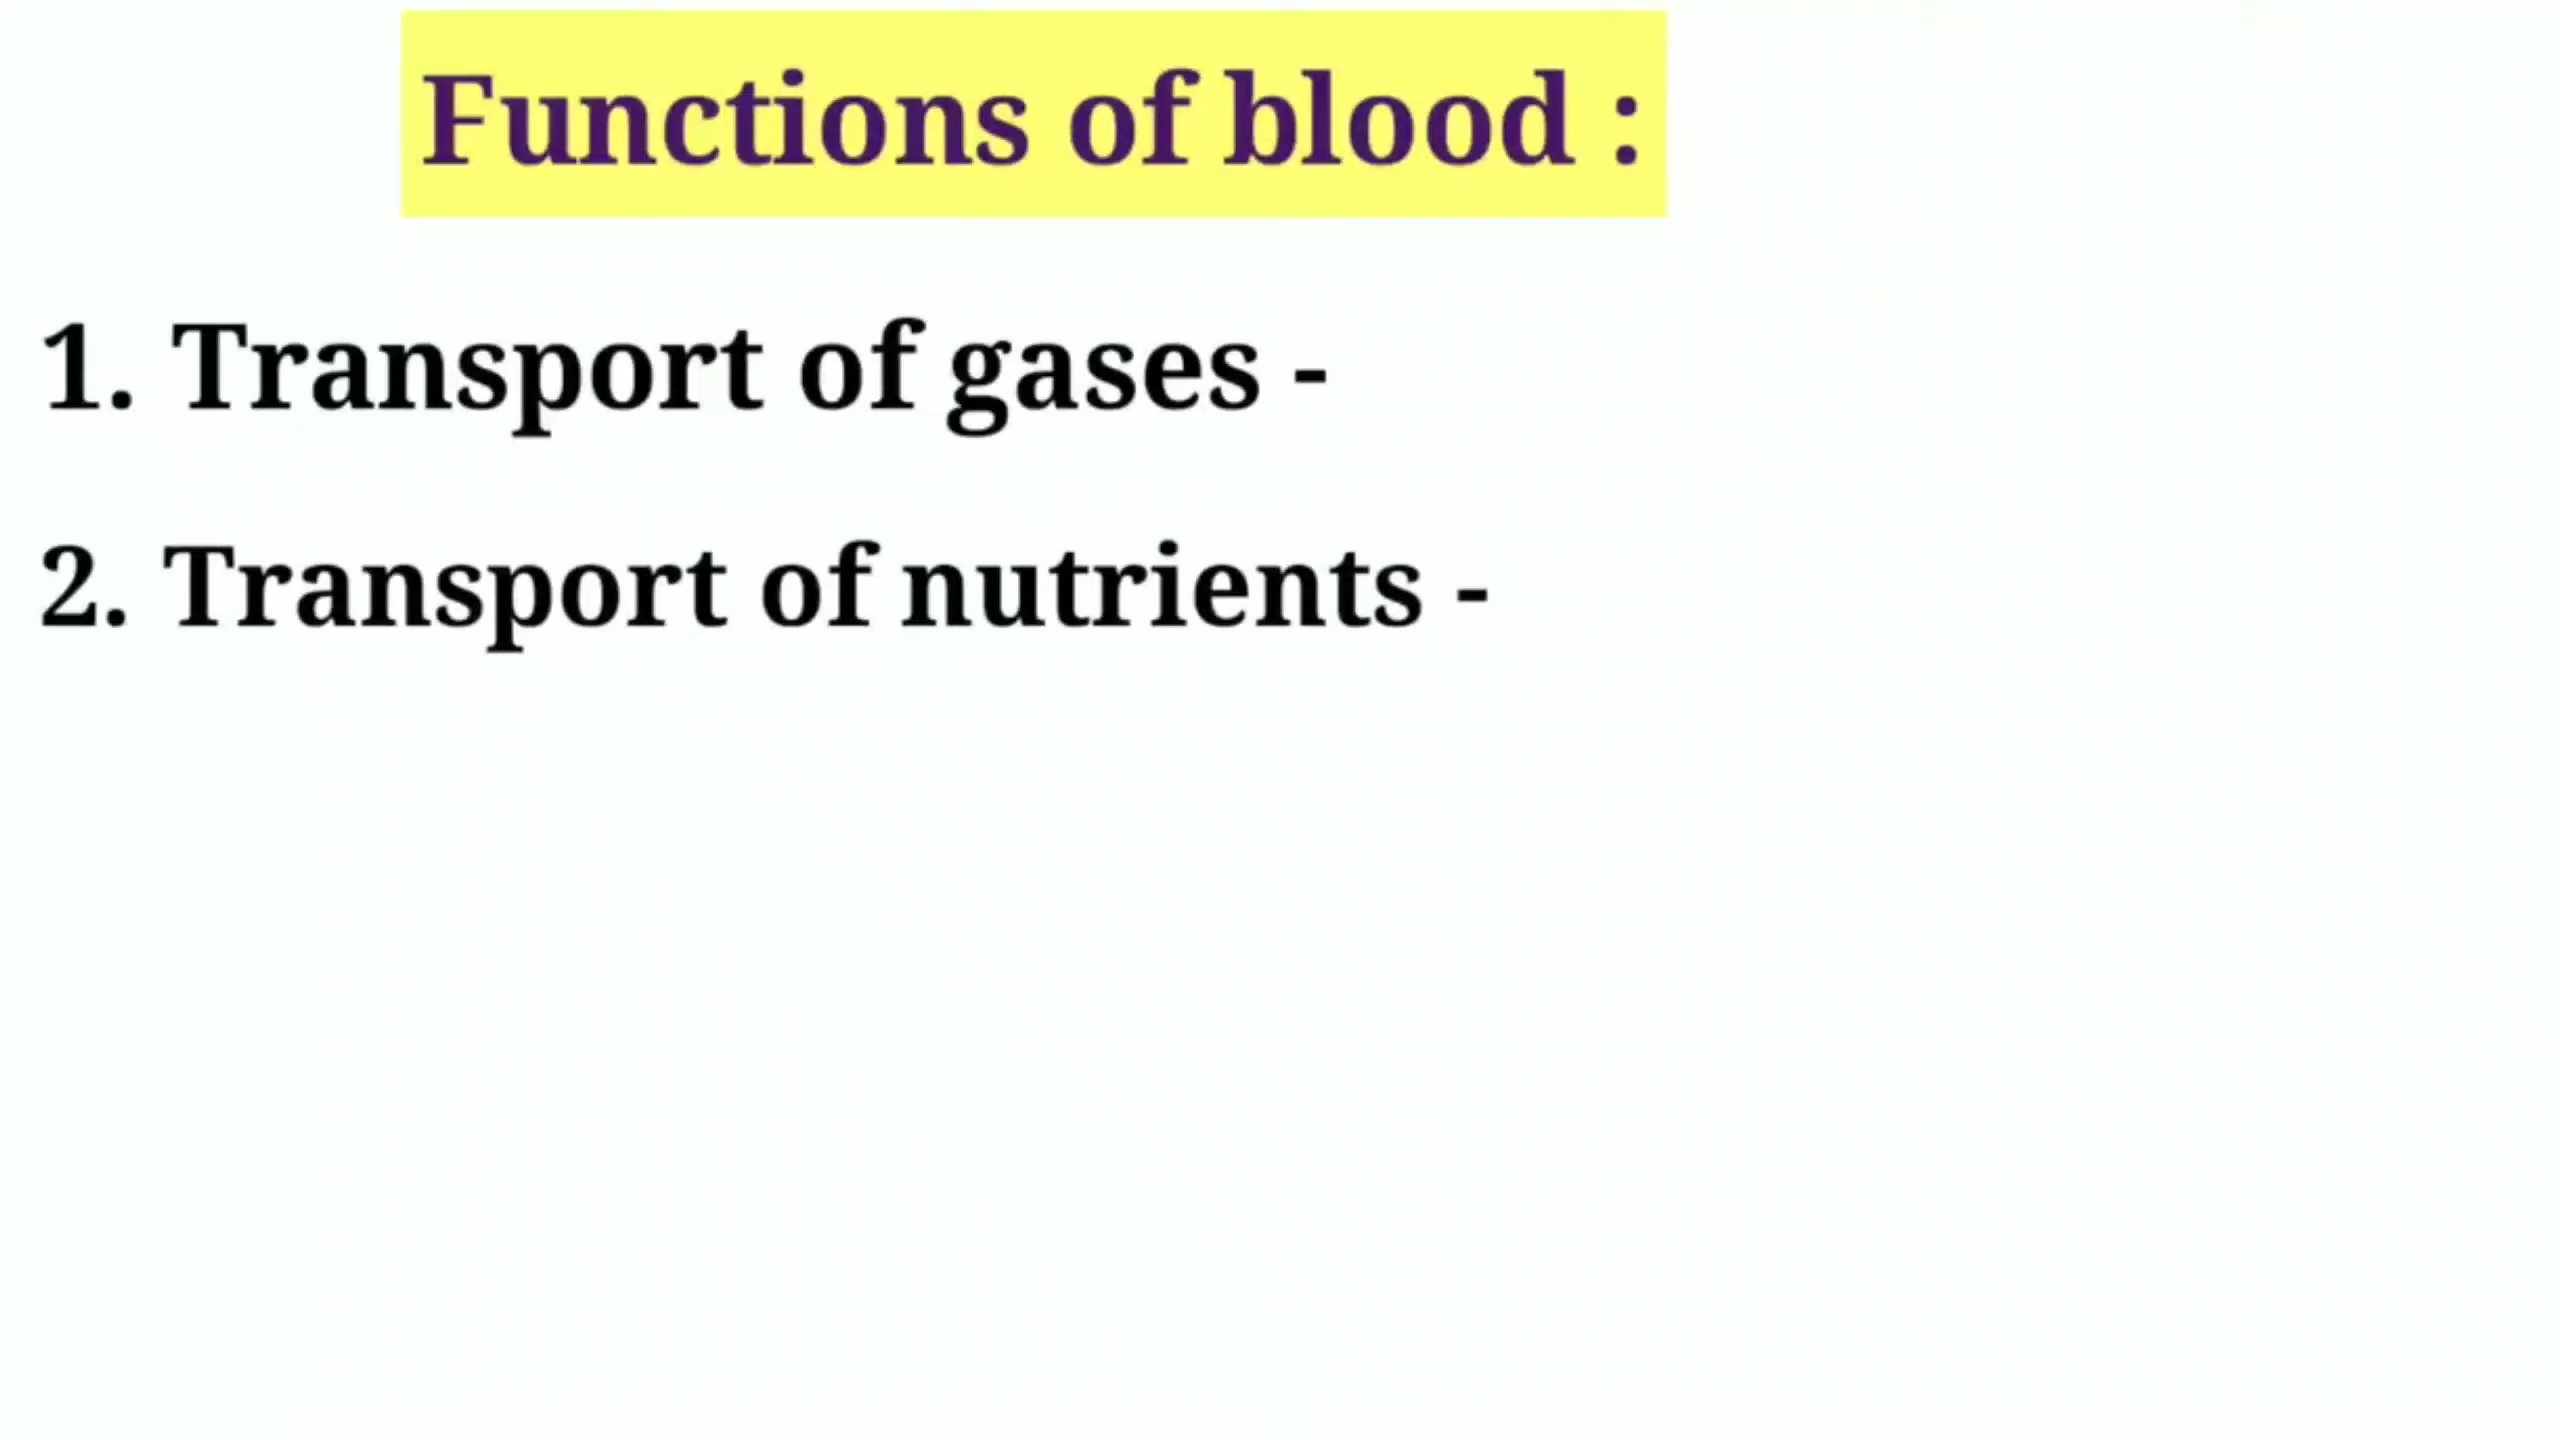 Functions of blood :
1. Transport of gases -
2. Transport of nutrients -